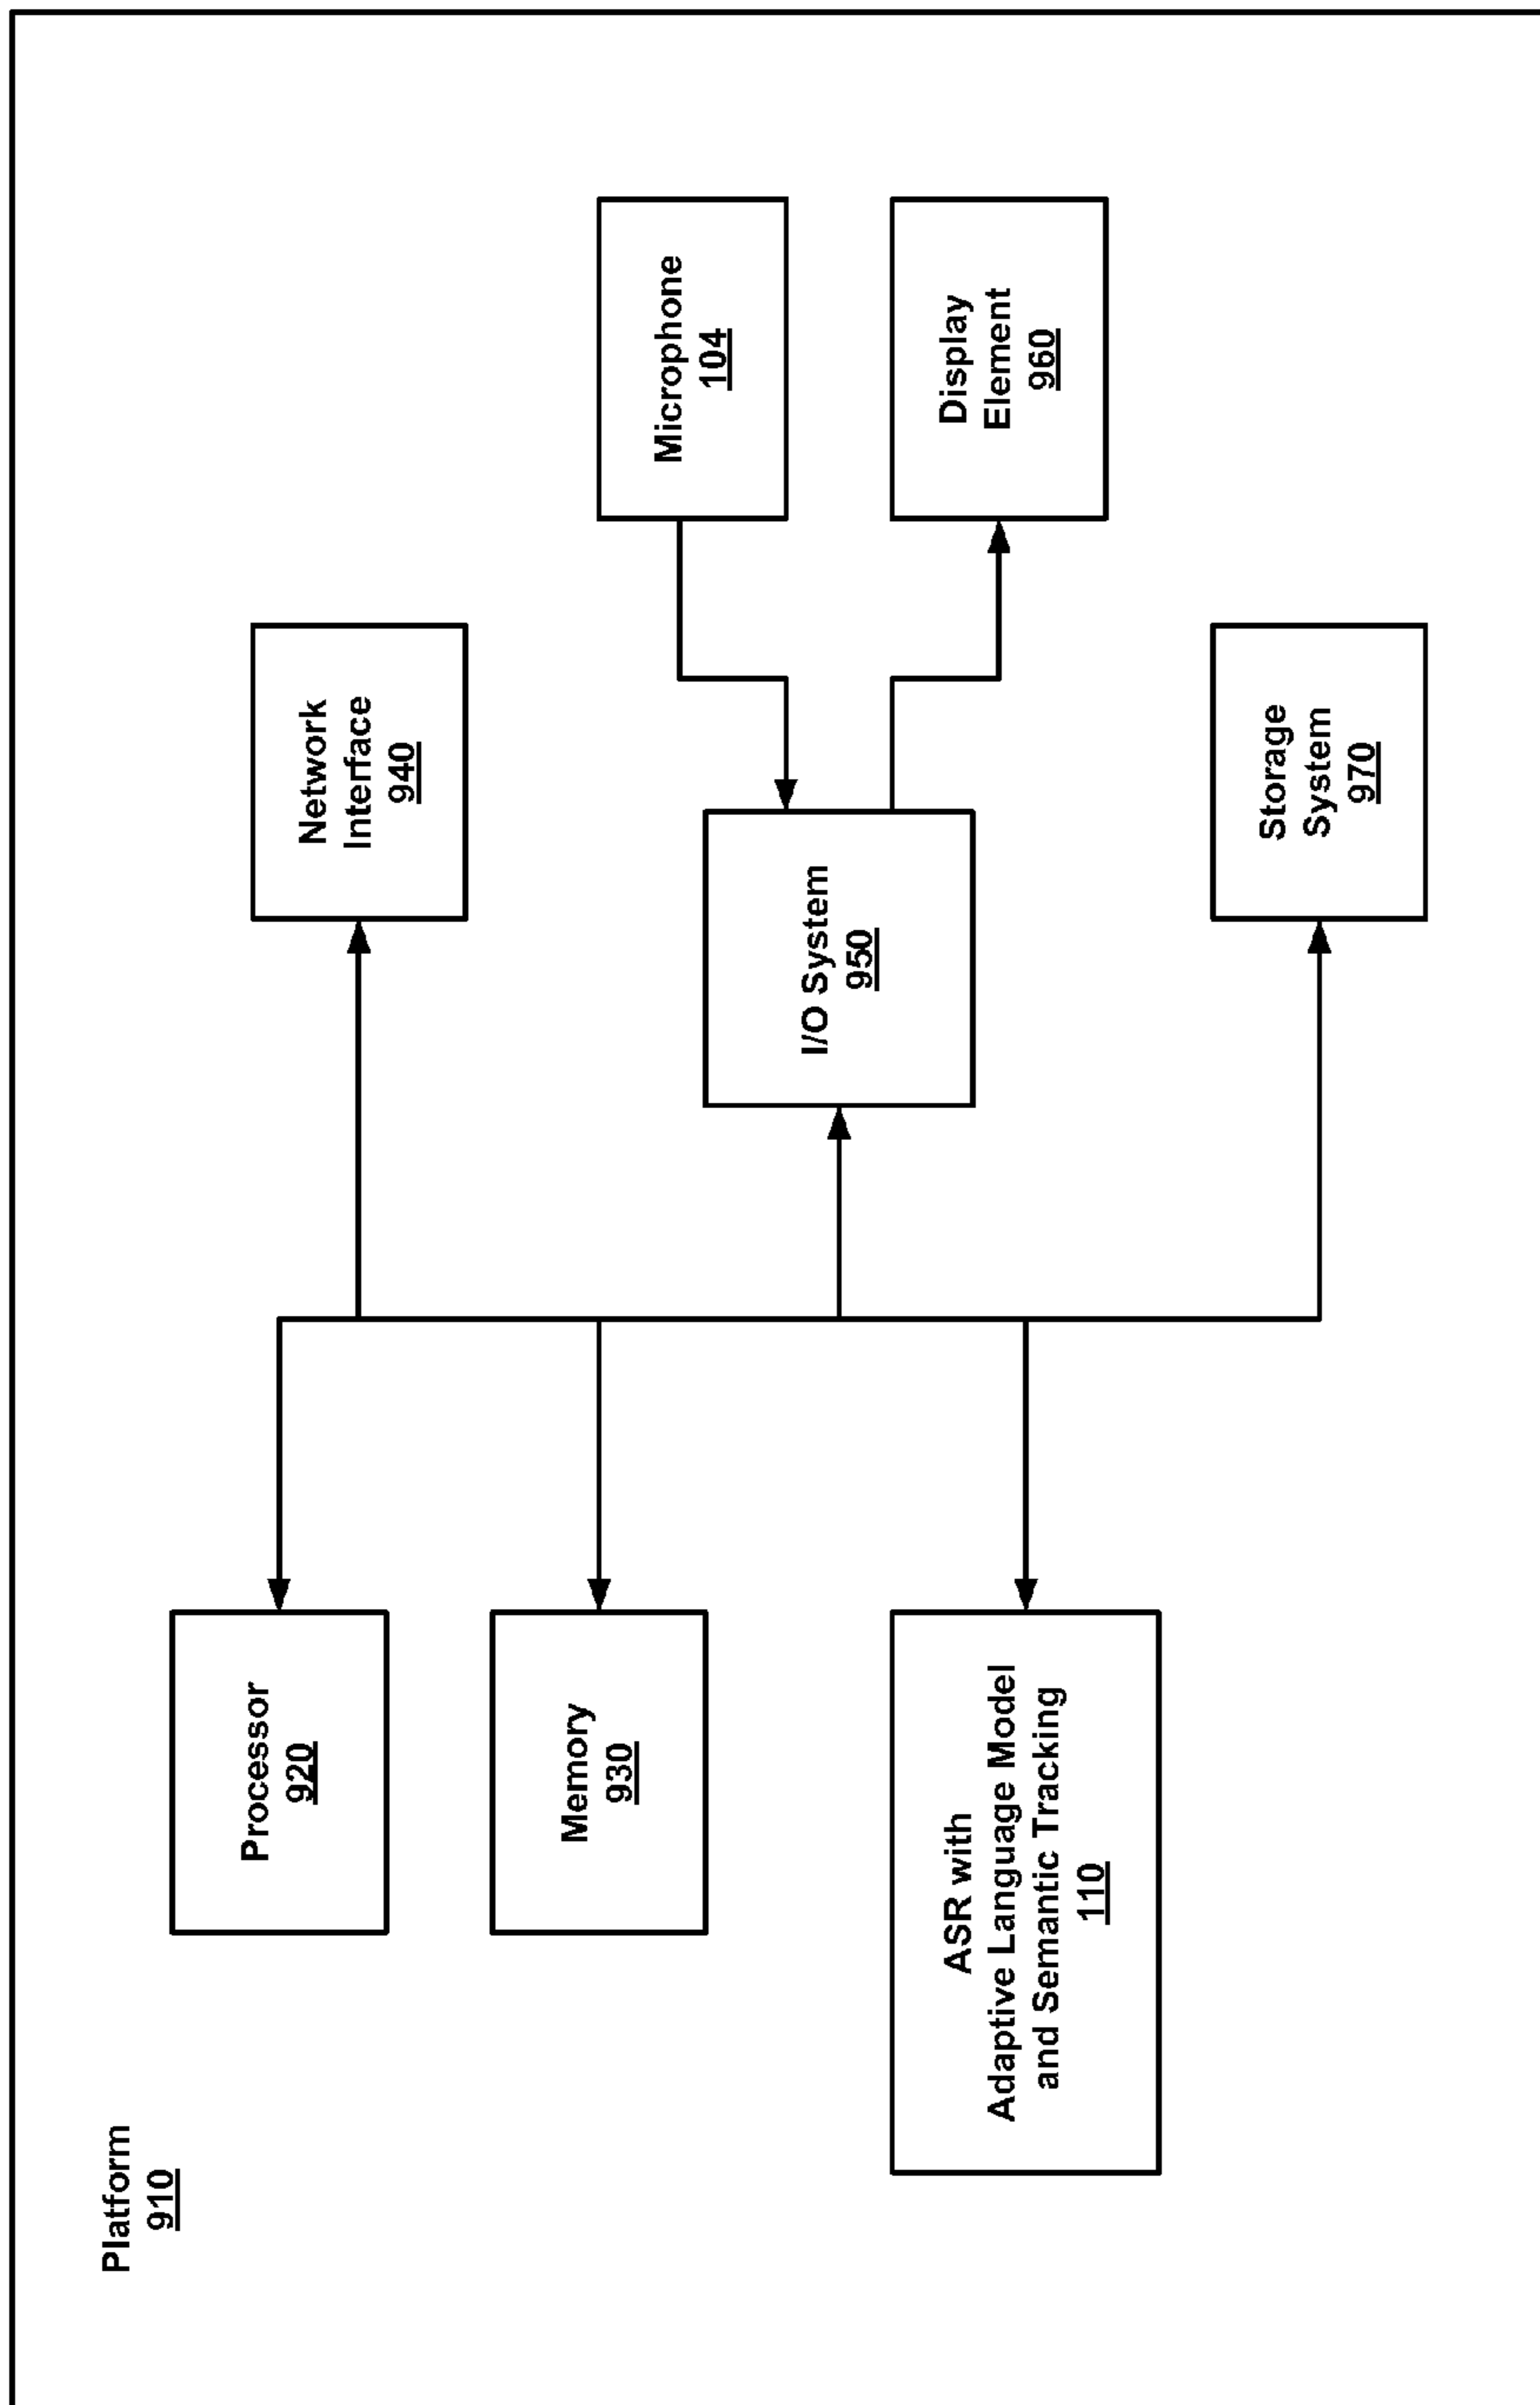 Platform
910
Processor
920
Memory
930
ASR with
Adaptive Language Model
and Semantic Tracking
110
Network
Interface
940
I/O System
950
Storage
System
970
Microphone
104
Display
Element
960